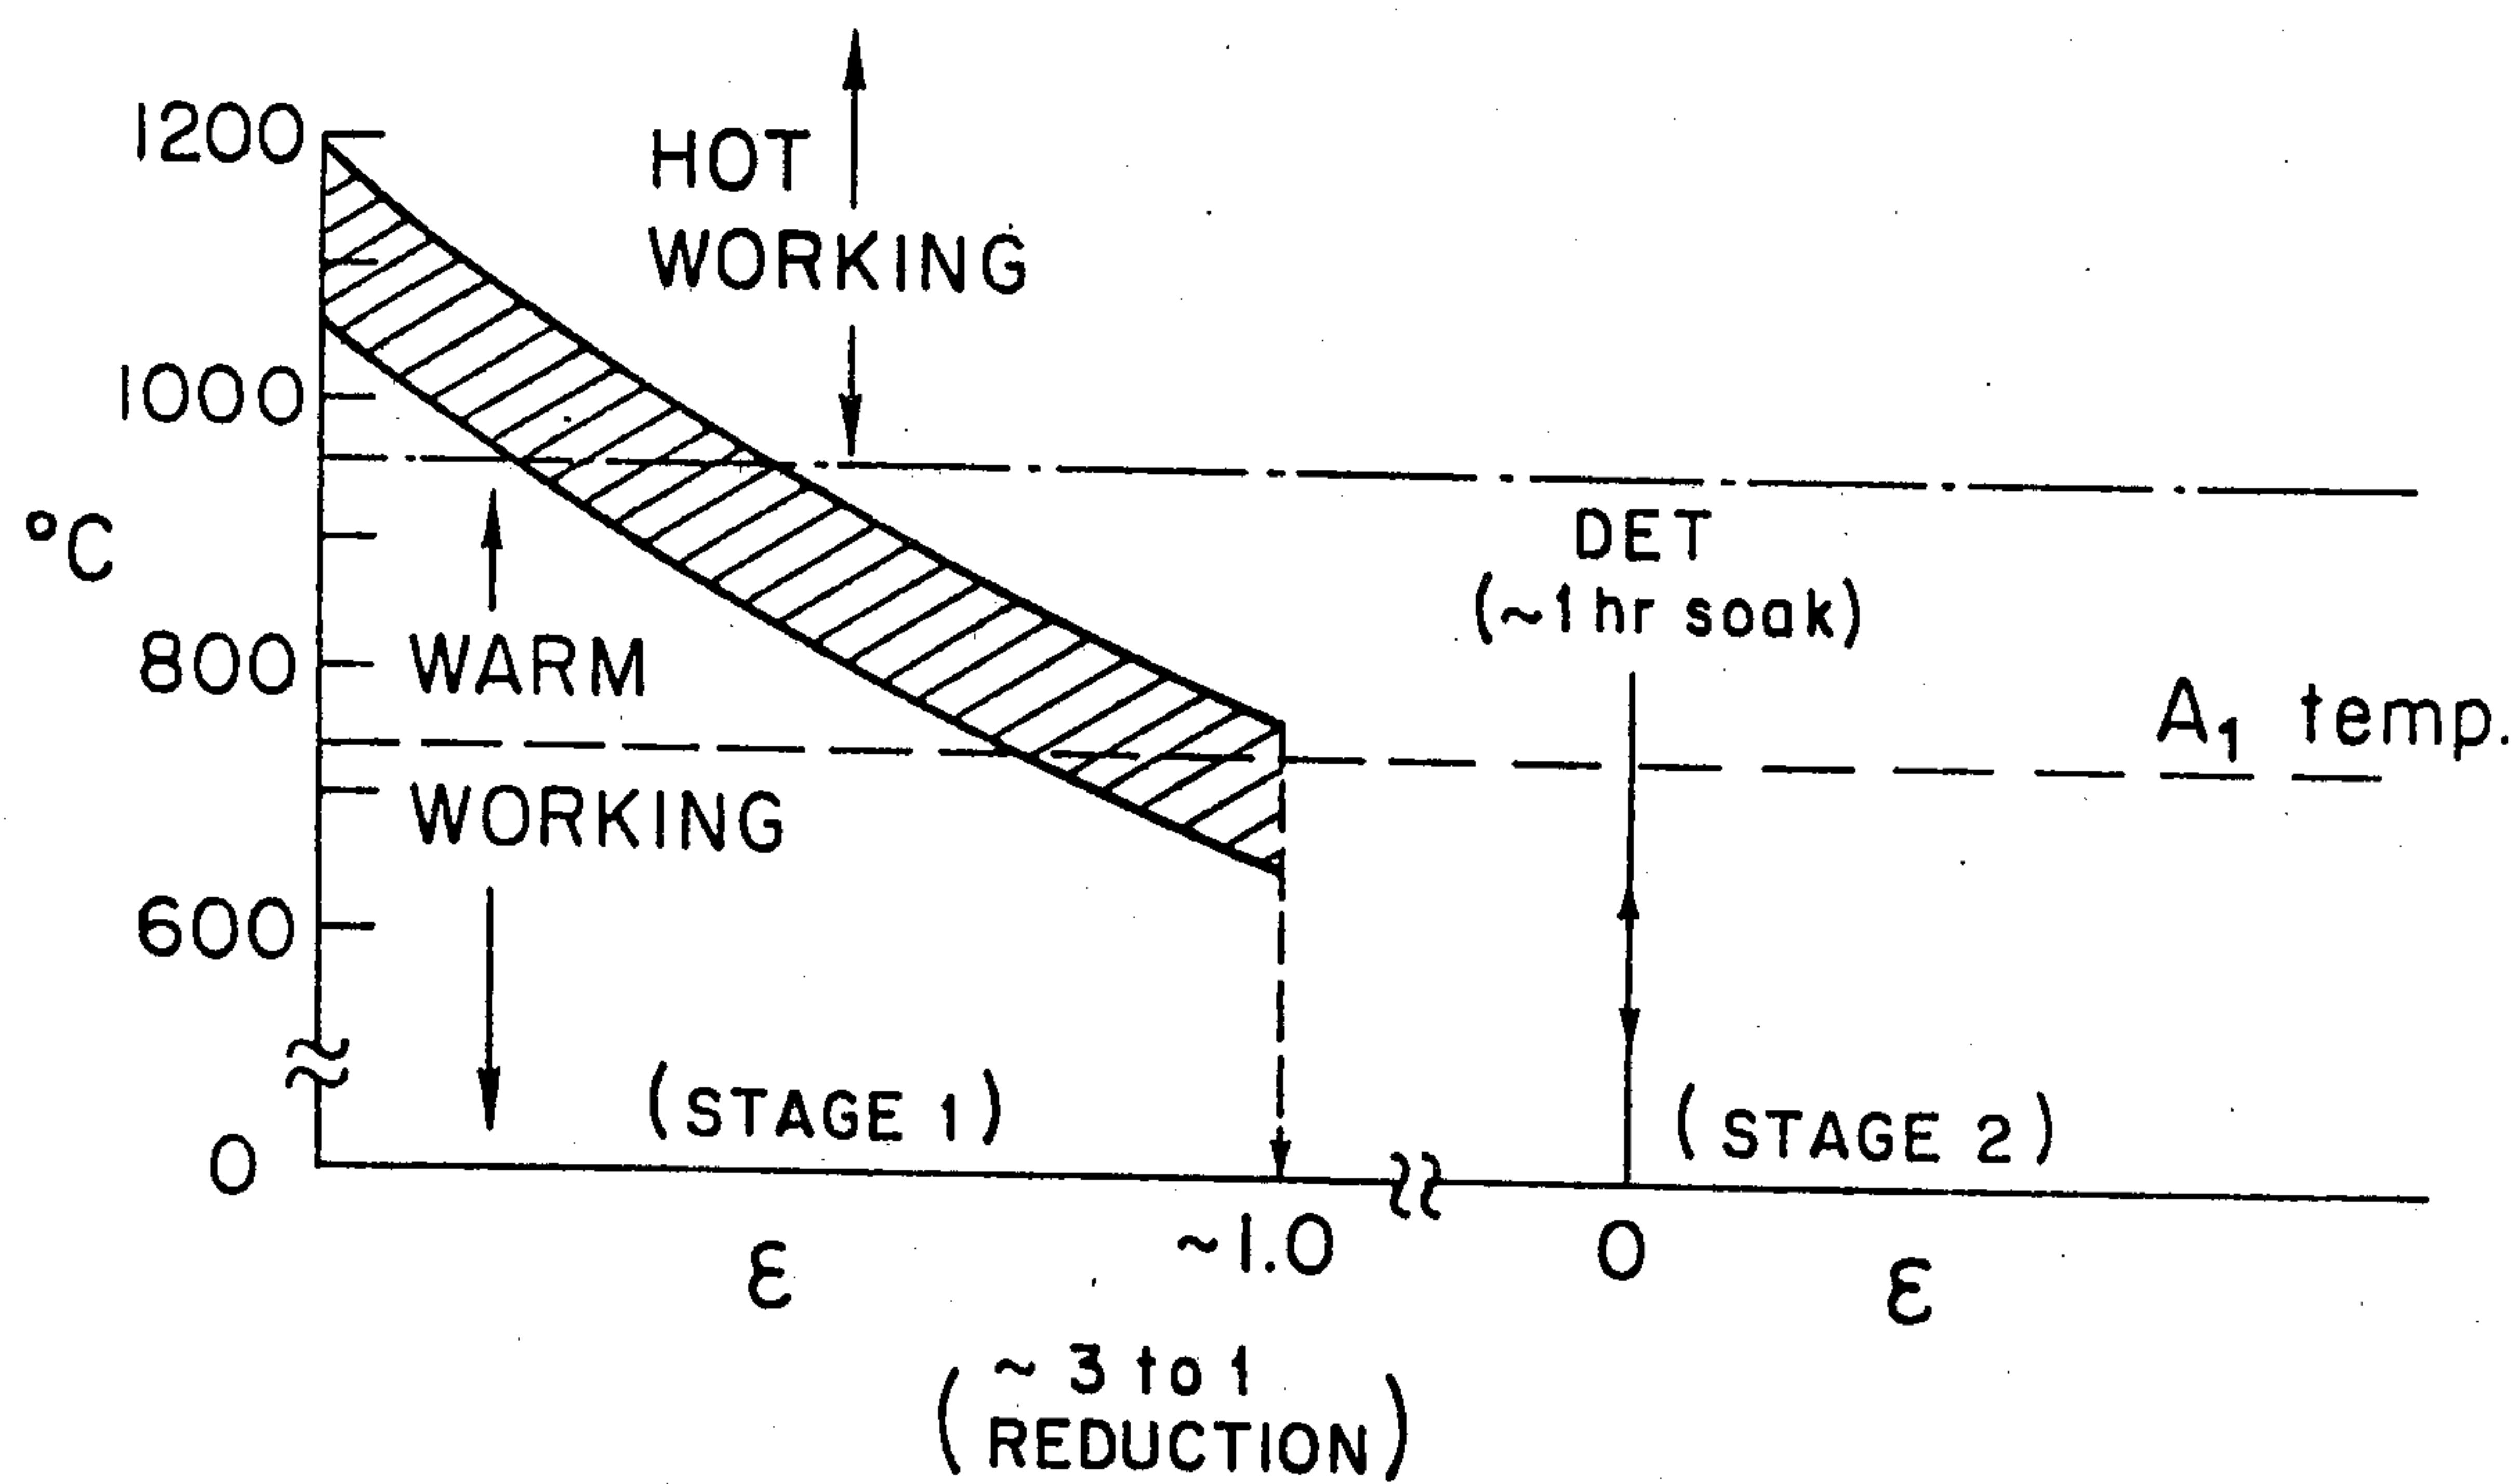 1200
HOT
WORKING
1000
DET
(~1 hr soak)
°C
800
WARM
A1 temp.
WORKING
600
(STAGE 1)
(STAGE 2)
0
~1.0
0
ε
ε
(~ 3 to 1
REDUCTION)